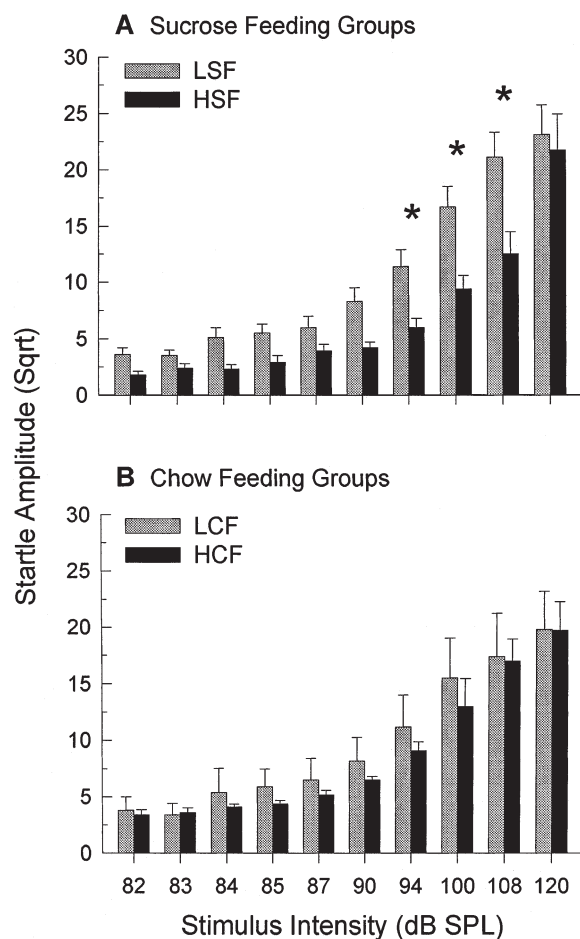 A Sucrose Feeding Groups
30
25
20
15
10
5
0
LSF
HSF
*
*
*
Startle Amplitude (Sqrt)
B Chow Feeding Groups
30
25
20
15
10
5
0
LCF
HCF
82 83 84 85 87 90 94 100 108 120
Stimulus Intensity (dB SPL)